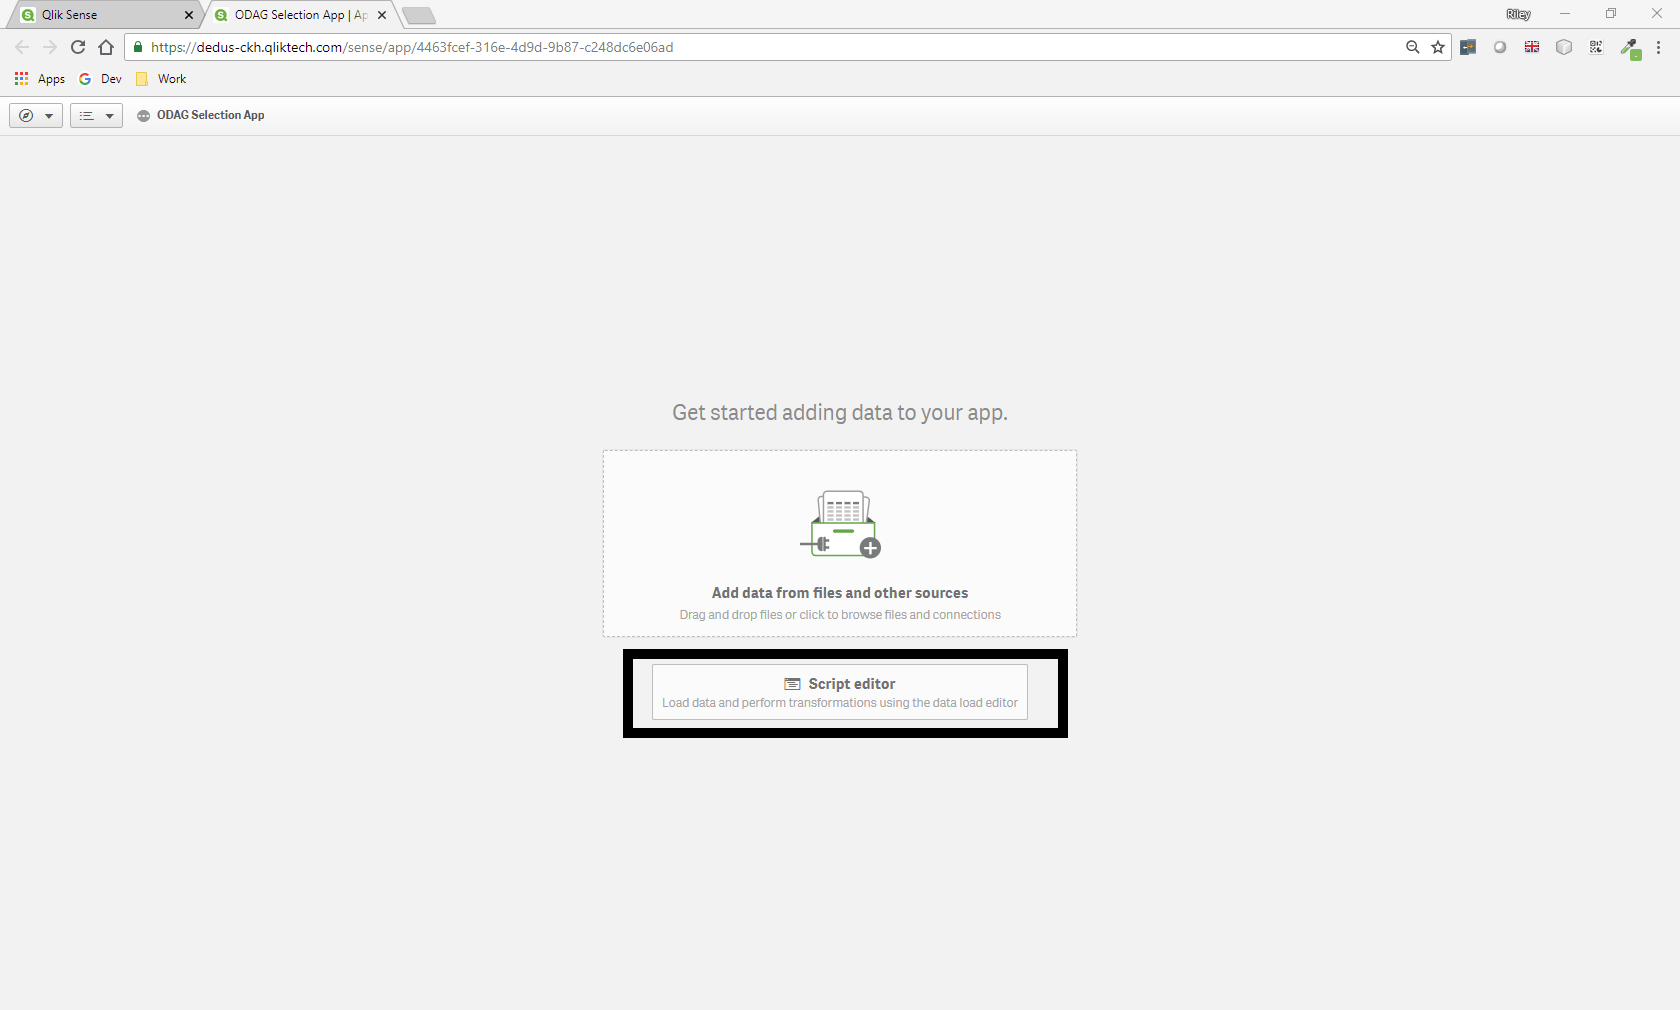 Qlik Sense
ODAG Selection App | Ap
Riley
https://dedus-ckh.qliktech.com/sense/app/4463fcef-316e-4d9d-9b87-c248dc6e06ad
Apps
Dev
Work
ODAG Selection App
Get started adding data to your app.
Add data from files and other sources
Drag and drop files or click to browse files and connections
Script editor
Load data and perform transformations using the data load editor